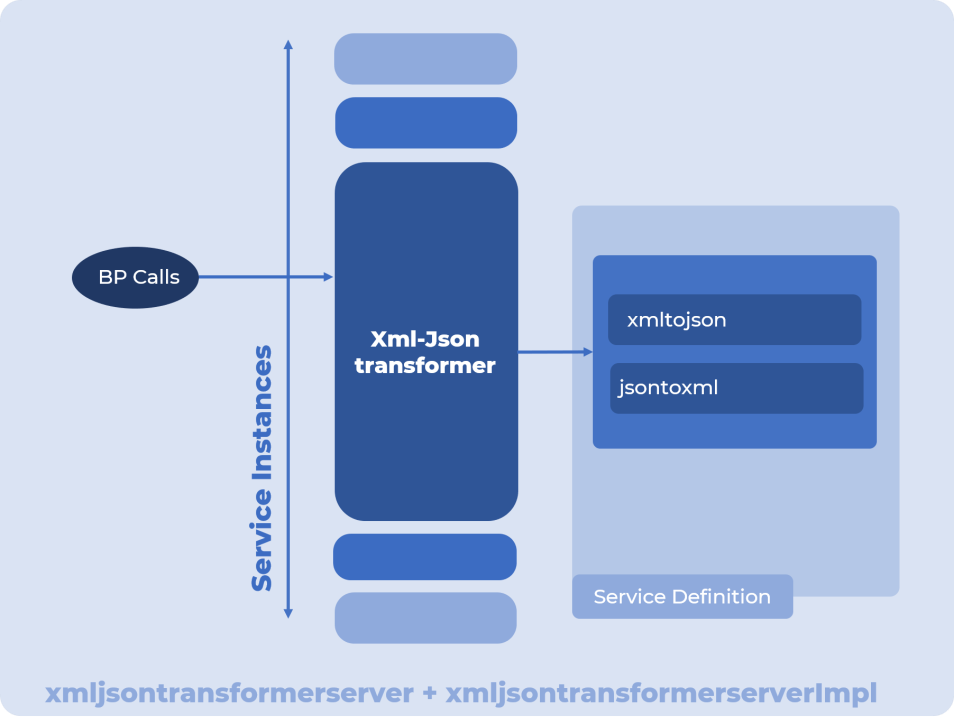 BP Calls
Service Instances
Xml-Json
transformer
xmltojson
jsontoxml
Service Definition
xmljsontransformerserver + xmljsontransformerserverImpl